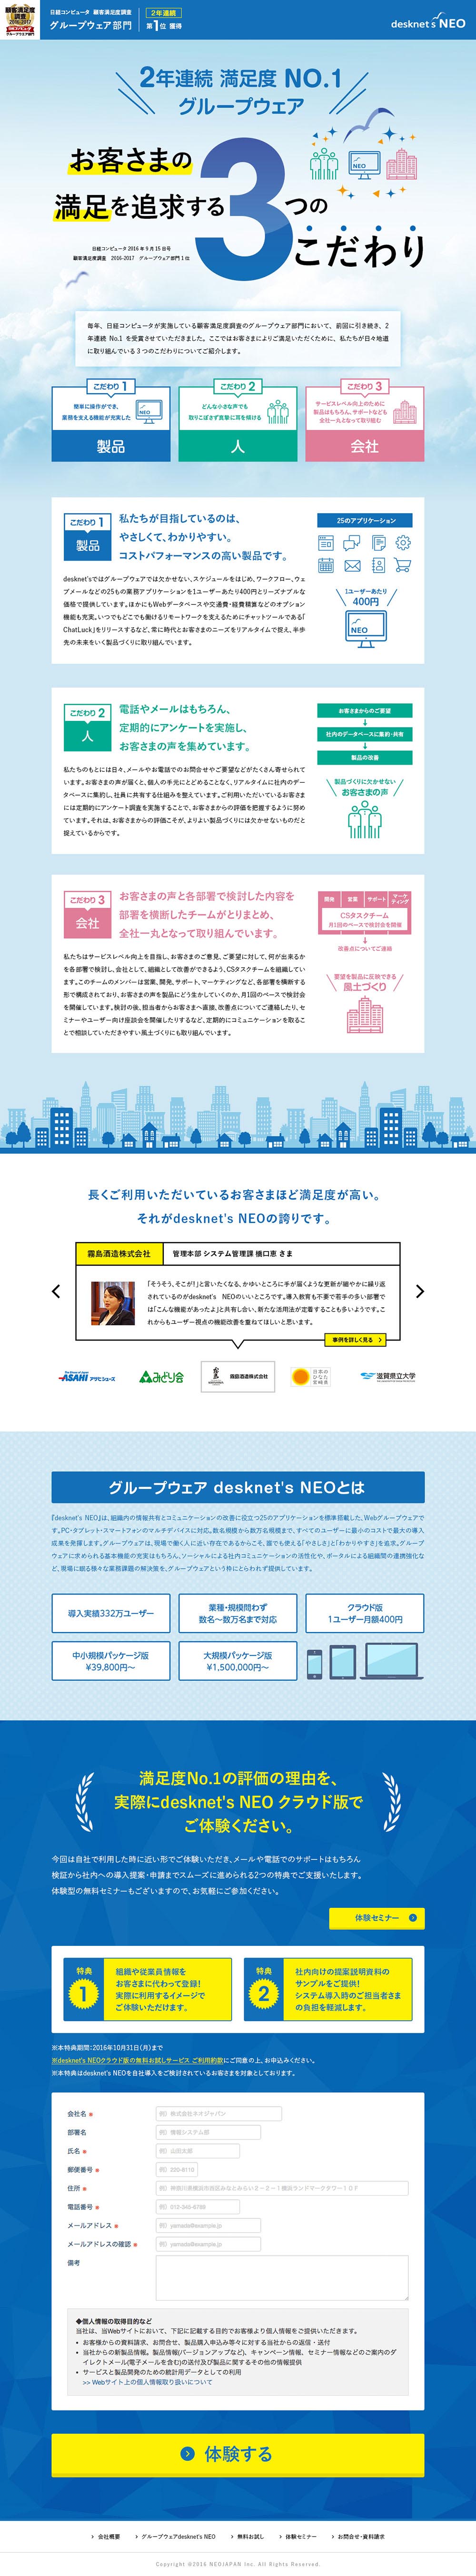 顧客満足度
調査
2016-2017
グループウェア部門
日経コンピュータ 顧客満足度調査
グループウェア部門
2年連続
第1位 獲得
desknet's NEO
2年連続 満足度 NO.1
グループウェア
お客さまの
満足を追求する
3つの
こだわり
NEO
日経コンピュータ 2016年9月15日号
顧客満足度調査 2016-2017 グループウェア部門1位
毎年、日経コンピュータが実施している顧客満足度調査のグループウェア部門において、前回に引き続き、2
年連続 No.1 を受賞させていただきました。ここではお客さまによりご満足いただくために、私たちが日々地道
に取り組んでいる3つのこだわりについてご紹介します。
こだわり 1
簡単に操作ができ、
業務を支える機能が充実した
NEO
製品
こだわり 2
どんな小さな声でも
取りこぼさず真摯に耳を傾ける
人
こだわり 3
サービスレベル向上のために
製品はもちろん、サポートなども
全社一丸となって取り組む
会社
こだわり 1
製品
私たちが目指しているのは、
やさしくて、わかりやすい。
コストパフォーマンスの高い製品です。
desknet'sではグループウェアでは欠かせない、スケジュールをはじめ、ワークフロー、ウェ
ブメールなどの25もの業務アプリケーションを1ユーザーあたり400円とリーズナブルな
価格で提供しています。ほかにもWebデータベースや交通費・経費精算などのオプション
機能も充実。いつでもどこでも働けるリモートワークを支えるためにチャットツールである「
ChatLuck」をリリースするなど、常に時代とお客さまのニーズをリアルタイムで捉え、半歩
先の未来をいく製品づくりに取り組んでいます。
25のアプリケーション
1ユーザーあたり
400円
NEO
こだわり 2
人
電話やメールはもちろん、
定期的にアンケートを実施し、
お客さまの声を集めています。
私たちのもとには日々、メールやお電話でのお問合せやご要望などがたくさん寄せられて
います。お客さまの声が届くと、個人の手元にとどめることなく、リアルタイムに社内のデー
タベースに集約し、社員に共有する仕組みを整えています。ご利用いただいているお客さま
には定期的にアンケート調査を実施することで、お客さまからの評価を把握するように努め
ています。それは、お客さまからの評価こそが、よりよい製品づくりには欠かせないものだと
捉えているからです。
お客さまからのご要望
社内のデータベースに集約・共有
製品の改善
製品づくりに欠かせない
お客さまの声
こだわり 3
会社
お客さまの声と各部署で検討した内容を
部署を横断したチームがとりまとめ、
全社一丸となって取り組んでいます。
私たちはサービスレベル向上を目指し、お客さまのご意見、ご要望に対して、何が出来るか
を各部署で検討し、会社として、組織として改善ができるよう、CSタスクチームを組織してい
ます。このチームのメンバーは営業、開発、サポート、マーケティングなど、各部署を横断する
形で構成されており、お客さまの声を製品にどう生かしていくのか、月1回のペースで検討会
を開催しています。検討の後、担当者からお客さまへ直接、改善点についてご連絡したり、セ
ミナーやユーザー向け座談会を開催したりするなど、定期的にコミュニケーションを取るこ
とで相談していただきやすい風土づくりにも取り組んでいます。
開発 営業 サポート マーケティング
CSタスクチーム
月1回のペースで検討会を開催
改善点についてご連絡
要望を製品に反映できる
風土づくり
長くご利用いただいているお客さまほど満足度が高い。
それがdesknet's NEOの誇りです。
霧島酒造株式会社
管理本部 システム管理課 橋口恵 さま
「そうそう、そこが!」と言いたくなる、かゆいところに手が届くような更新が細やかに繰り返
されているのがdesknet's NEOのいいところです。導入教育も不要で若手の多い部署で
は「こんな機能があったよ」と共有し合い、新たな活用法が定着することも多いようです。こ
れからもユーザー視点の機能改善を重ねてほしいと思います。
事例を詳しく見る
ASAHI アサヒシューズ
みどり会
霧島酒造株式会社
日本のひなた宮崎県
滋賀県立大学
グループウェア desknet's NEOとは
『desknet's NEO』は、組織内の情報共有とコミュニケーションの改善に役立つ25のアプリケーションを標準搭載した、Webグループウェアで
す。PC・タブレット・スマートフォンのマルチデバイスに対応。数名規模から数万名規模まで、すべてのユーザーに最小のコストで最大の導入
成果を発揮します。グループウェアは、現場で働く人に近い存在であるからこそ、誰でも使える「やさしさ」と「わかりやすさ」を追求。グループ
ウェアに求められる基本機能の充実はもちろん、ソーシャルによる社内コミュニケーションの活性化や、ポータルによる組織間の連携強化な
ど、現場に眠る様々な業務課題の解決策を、グループウェアという枠にとらわれず提供しています。
導入実績332万ユーザー
業種・規模問わず
数名〜数万名まで対応
クラウド版
1ユーザー月額400円
中小規模パッケージ版
¥39,800円〜
大規模パッケージ版
¥1,500,000円〜
満足度No.1の評価の理由を、
実際にdesknet's NEO クラウド版で
ご体験ください。
今回は自社で利用した時に近い形でご体験いただき、メールや電話でのサポートはもちろん
検証から社内への導入提案・申請までスムーズに進められる2つの特典でご支援いたします。
体験型の無料セミナーもございますので、お気軽にご参加ください。
体験セミナー
特典
1
組織や従業員情報を
お客さまに代わって登録!
実際に利用するイメージで
ご体験いただけます。
特典
2
社内向けの提案説明資料の
サンプルをご提供!
システム導入時のご担当者さま
の負担を軽減します。
※本特典期間:2016年10月31日(月)まで
※desknet's NEOクラウド版の無料お試しサービス ご利用約款にご同意の上、お申込みください。
※本特典はdesknet's NEOを自社導入をご検討されているお客さまを対象としております。
会社名 ※
例) 株式会社ネオジャパン
部署名
例) 情報システム部
氏名 ※
例) 山田太郎
郵便番号 ※
例) 220-8110
住所 ※
例) 神奈川県横浜市西区みなとみらい2−2−1横浜ランドマークタワー10F
電話番号 ※
例) 012-345-6789
メールアドレス ※
例) yamada@example.jp
メールアドレスの確認 ※
例) yamada@example.jp
備考
◆個人情報の取得目的など
当社は、当Webサイトにおいて、下記に記載する目的でお客様より個人情報をご提供いただきます。
• お客様からの資料請求、お問合せ、製品購入申込み等々に対する当社からの返信・送付
• 当社からの新製品情報。製品情報(バージョンアップなど)、キャンペーン情報、セミナー情報などのご案内のダ
イレクトメール(電子メールを含む)の送付及び製品に関するその他の情報提供
• サービスと製品開発のための統計用データとしての利用
>> Webサイト上の個人情報取り扱いについて
体験する
会社概要
グループウェアdesknet's NEO
無料お試し
体験セミナー
お問合せ・資料請求
Copyright ©2016 NEOJAPAN Inc. All Rights Reserved.